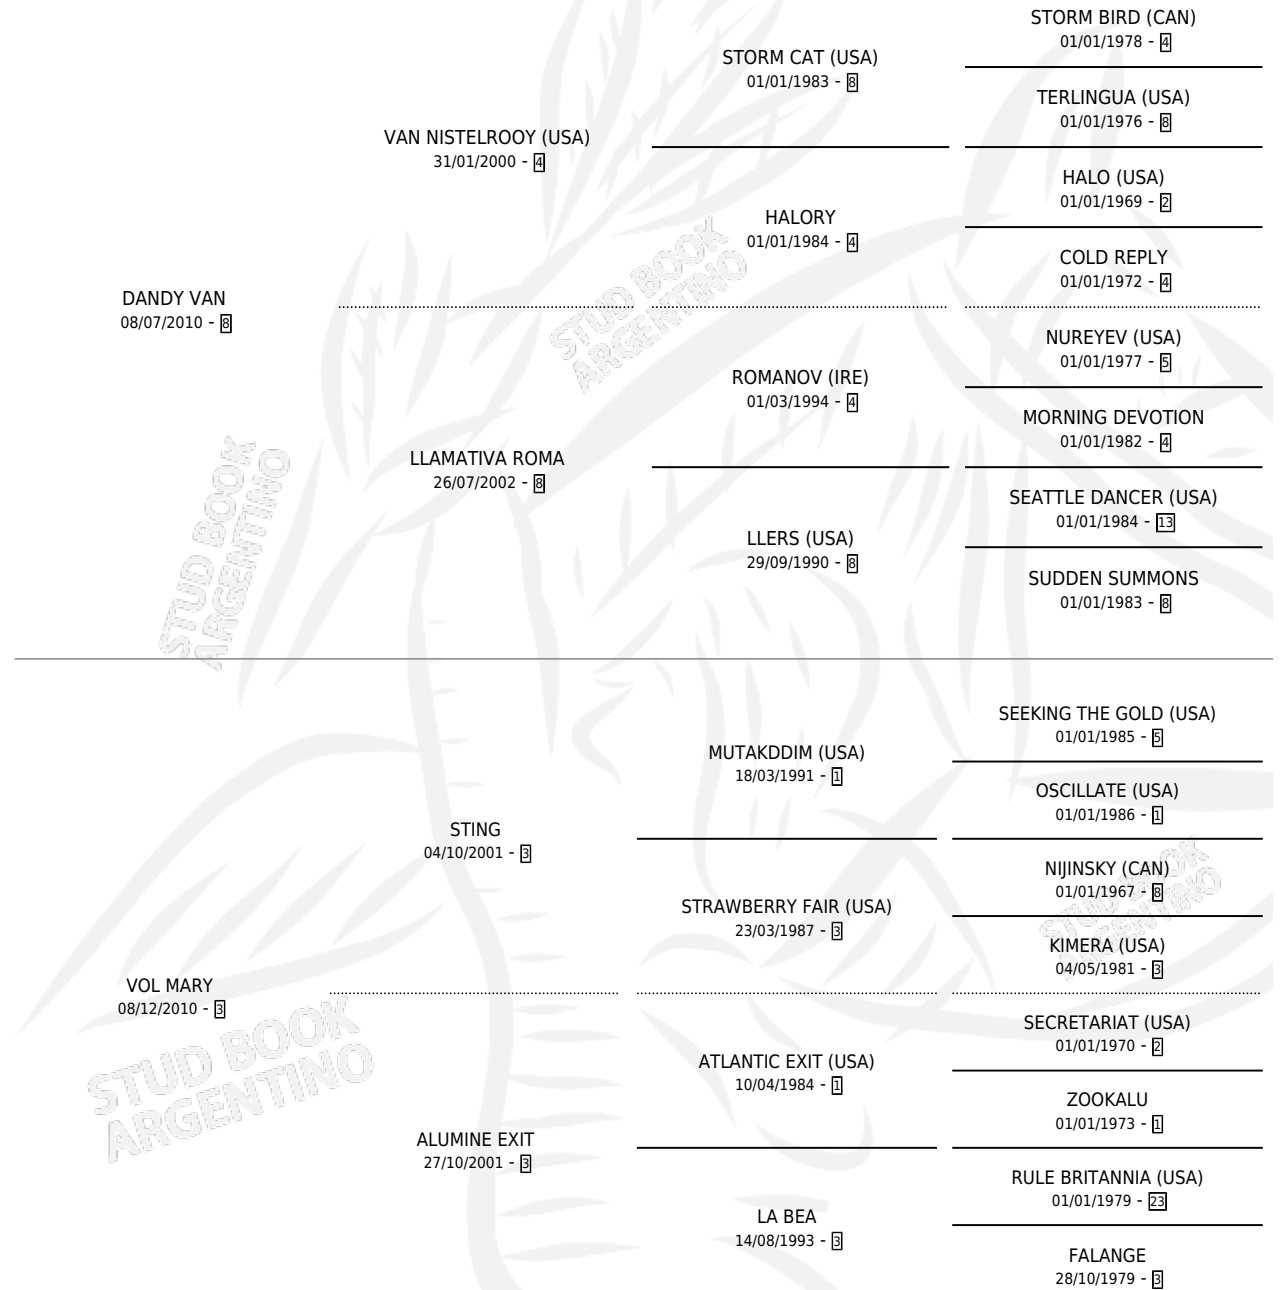 STORM BIRD (CAN)
01/01/1978 - 4
STORM CAT (USA)
01/01/1983 - 8
TERLINGUA (USA)
01/01/1976 - 8
VAN NISTELROOY (USA)
31/01/2000 - 4
HALO (USA)
01/01/1969 - 2
HALORY
01/01/1984 - 4
COLD REPLY
01/01/1972 - 4
DANDY VAN
08/07/2010 - 8
NUREYEV (USA)
01/01/1977 - 5
ROMANOV (IRE)
01/03/1994 - 4
MORNING DEVOTION
01/01/1982 - 4
LLAMATIVA ROMA
26/07/2002 - 8
SEATTLE DANCER (USA)
01/01/1984 - 13
LLERS (USA)
29/09/1990 - 8
SUDDEN SUMMONS
01/01/1983 - 8
STUD BOOK
ARGENTINO
STUD BOOK
ARGENTINO
SEEKING THE GOLD (USA)
01/01/1985 - 5
MUTAKDDIM (USA)
18/03/1991 - 1
OSCILLATE (USA)
01/01/1986 - 1
STING
04/10/2001 - 3
NIJINSKY (CAN)
01/01/1967 - 8
STRAWBERRY FAIR (USA)
23/03/1987 - 3
KIMERA (USA)
04/05/1981 - 3
VOL MARY
08/12/2010 - 3
SECRETARIAT (USA)
01/01/1970 - 2
ATLANTIC EXIT (USA)
10/04/1984 - 1
ZOOKALU
01/01/1973 - 1
ALUMINE EXIT
27/10/2001 - 3
RULE BRITANNIA (USA)
01/01/1979 - 23
LA BEA
14/08/1993 - 3
FALANGE
28/10/1979 - 3
STUD BOOK
ARGENTINO
STUD BOOK
ARGENTINO